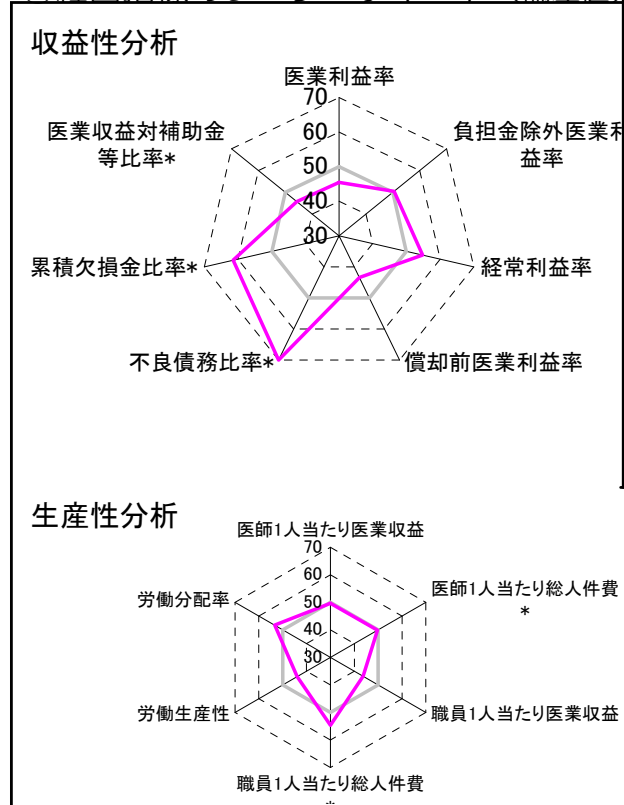 収益性分析
医業利益率
70
60
50
40
30
負担金除外医業利
益率
経常利益率
償却前医業利益率
不良債務比率*
累積欠損金比率*
医業収益対補助金
等比率*
生産性分析
医師1人当たり医業収益
70
60
50
40
30
医師1人当たり総人件費
*
職員1人当たり医業収益
職員1人当たり総人件費
*
労働生産性
労働分配率